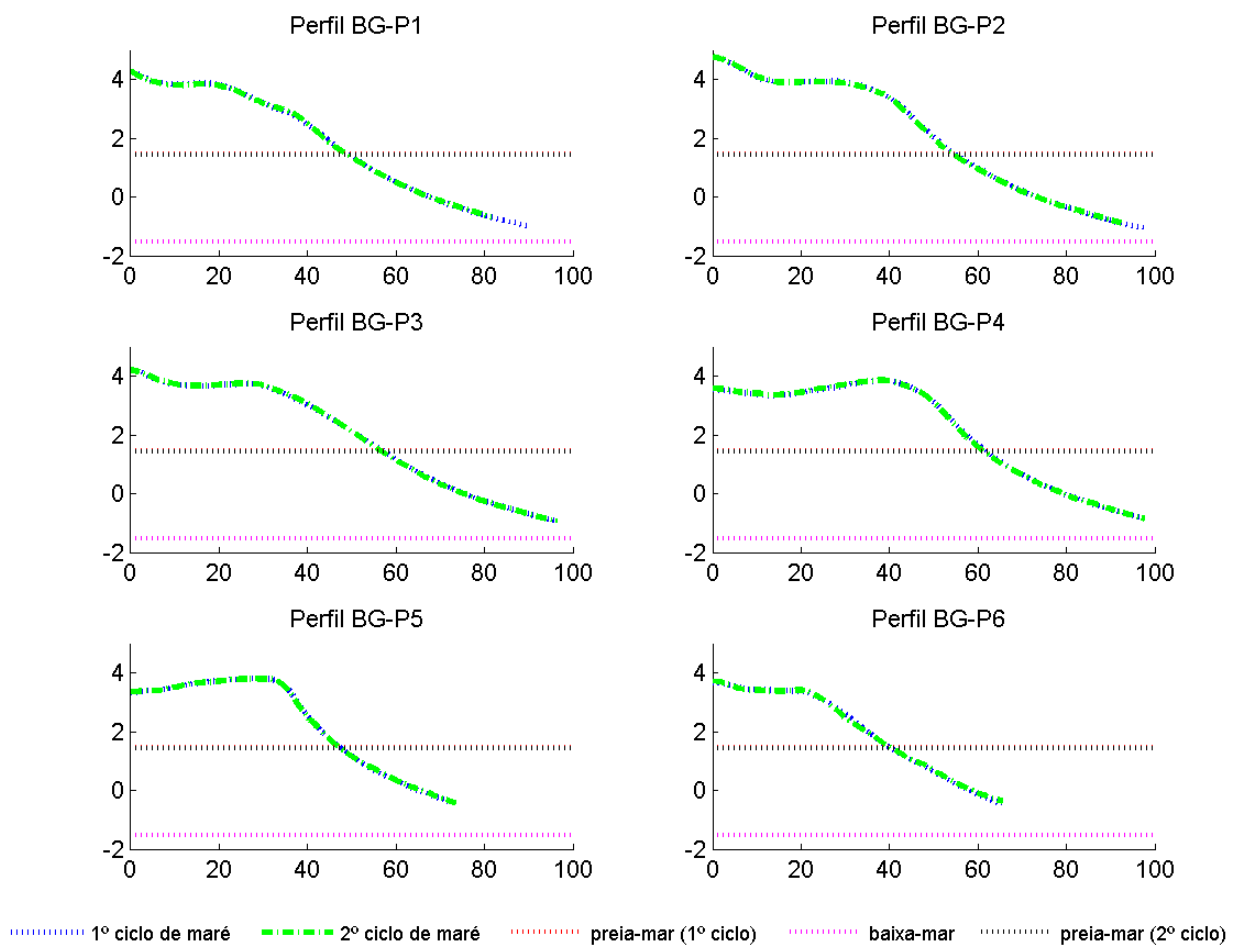 Perfil BG-P1
Perfil BG-P2
4
2
0
-2
0 20 40 60 80 100
4
2
0
-2
0 20 40 60 80 100
Perfil BG-P3
Perfil BG-P4
4
2
0
-2
0 20 40 60 80 100
4
2
0
-2
0 20 40 60 80 100
Perfil BG-P5
Perfil BG-P6
4
2
0
-2
0 20 40 60 80 100
4
2
0
-2
0 20 40 60 80 100
1º ciclo de maré 2º ciclo de maré preia-mar (1º ciclo) baixa-mar preia-mar (2º ciclo)